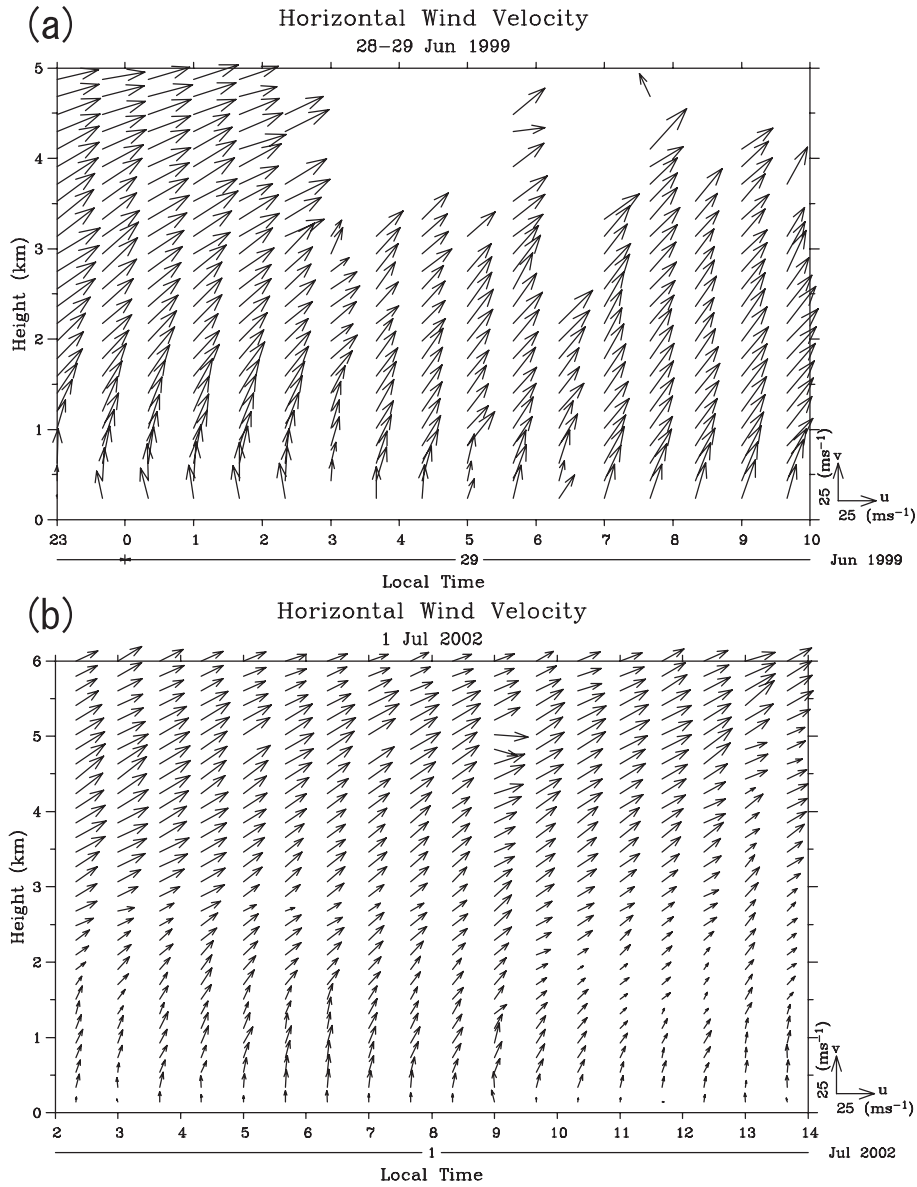 (a)
Horizontal Wind Velocity
28-29 Jun 1999
5
4
3
2
1
0
Height (km)
23 0 1 2 3 4 5 6 7 8 9 10
29
Jun 1999
Local Time
25 (ms-1)
v
u
25 (ms-1)
(b)
Horizontal Wind Velocity
1 Jul 2002
6
5
4
3
2
1
0
Height (km)
2 3 4 5 6 7 8 9 10 11 12 13 14
1
Jul 2002
Local Time
25 (ms-1)
v
u
25 (ms-1)